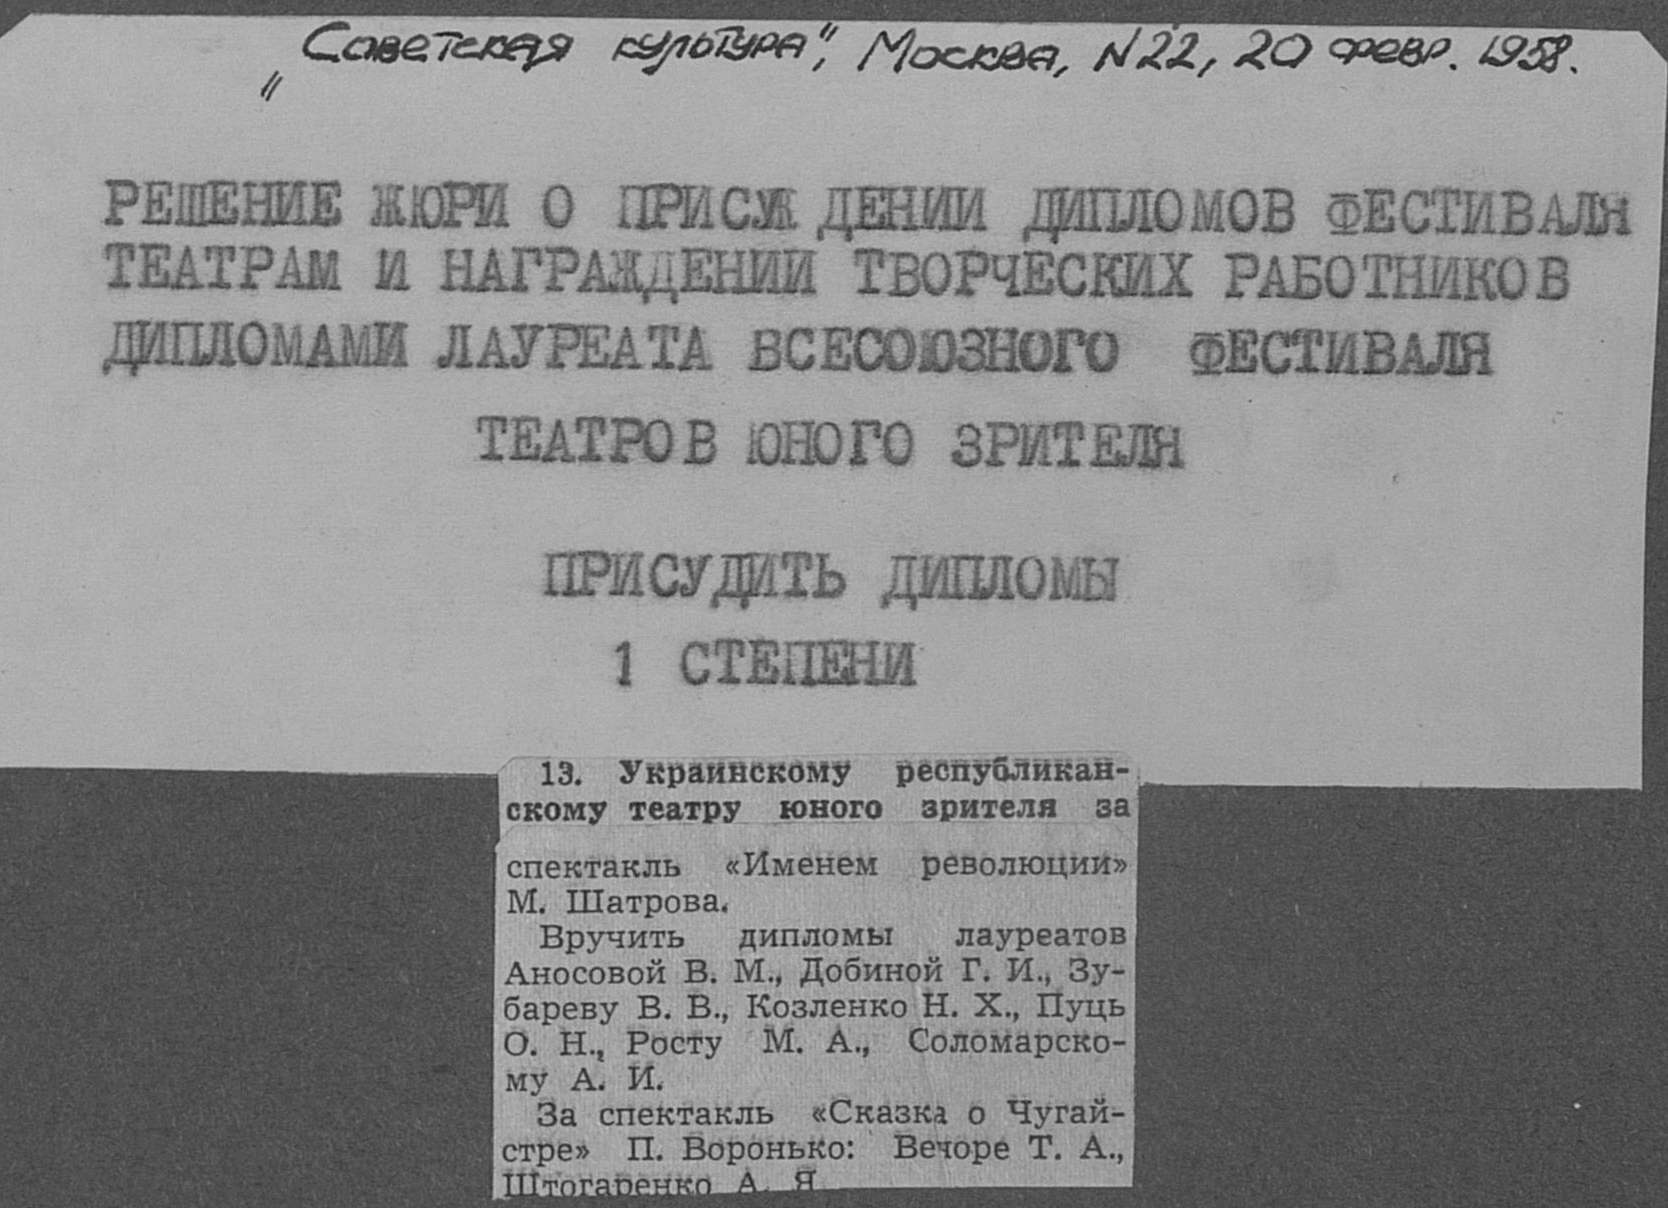 „Советская культура", Москва, N22, 20 февр. 1958.
РЕШЕНИЕ ЖЮРИ О ПРИСУЖДЕНИИ ДИПЛОМОВ ФЕСТИВАЛЯ
ТЕАТРАМ И НАГРАЖДЕНИИ ТВОРЧЕСКИХ РАБОТНИКОВ
ДИПЛОМАМИ ЛАУРЕАТА ВСЕСОЮЗНОГО ФЕСТИВАЛЯ
ТЕАТРОВ ЮНОГО ЗРИТЕЛЯ
ПРИСУДИТЬ ДИПЛОМЫ
1 СТЕПЕНИ
13. Украинскому республикан-
скому театру юного зрителя за
спектакль «Именем революции»
М. Шатрова.
Вручить дипломы лауреатов
Аносовой В. М., Добиной Г. И., Зу-
бареву В. В., Козленко Н. Х., Пуць
О. Н., Росту М. А., Соломарско-
му А. И.
За спектакль «Сказка о Чугай-
стре» П. Воронько: Вечоре Т. А.,
Штогаренко А. Я.